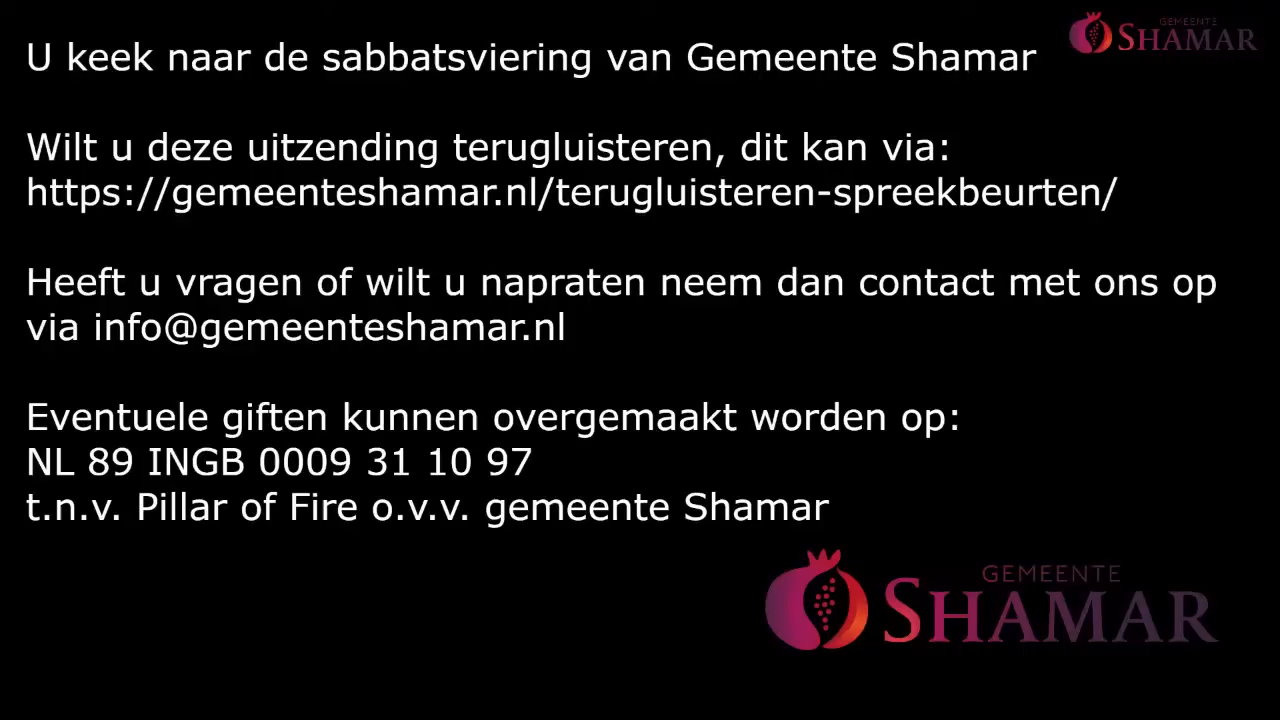 GEMEENTE
SHAMAR
U keek naar de sabbatsviering van Gemeente Shamar
Wilt u deze uitzending terugluisteren, dit kan via:
https://gemeenteshamar.nl/terugluisteren-spreekbeurten/
Heeft u vragen of wilt u napraten neem dan contact met ons op
via info@gemeenteshamar.nl
Eventuele giften kunnen overgemaakt worden op:
NL 89 INGB 0009 31 10 97
t.n.v. Pillar of Fire o.v.v. gemeente Shamar
GEMEENTE
SHAMAR